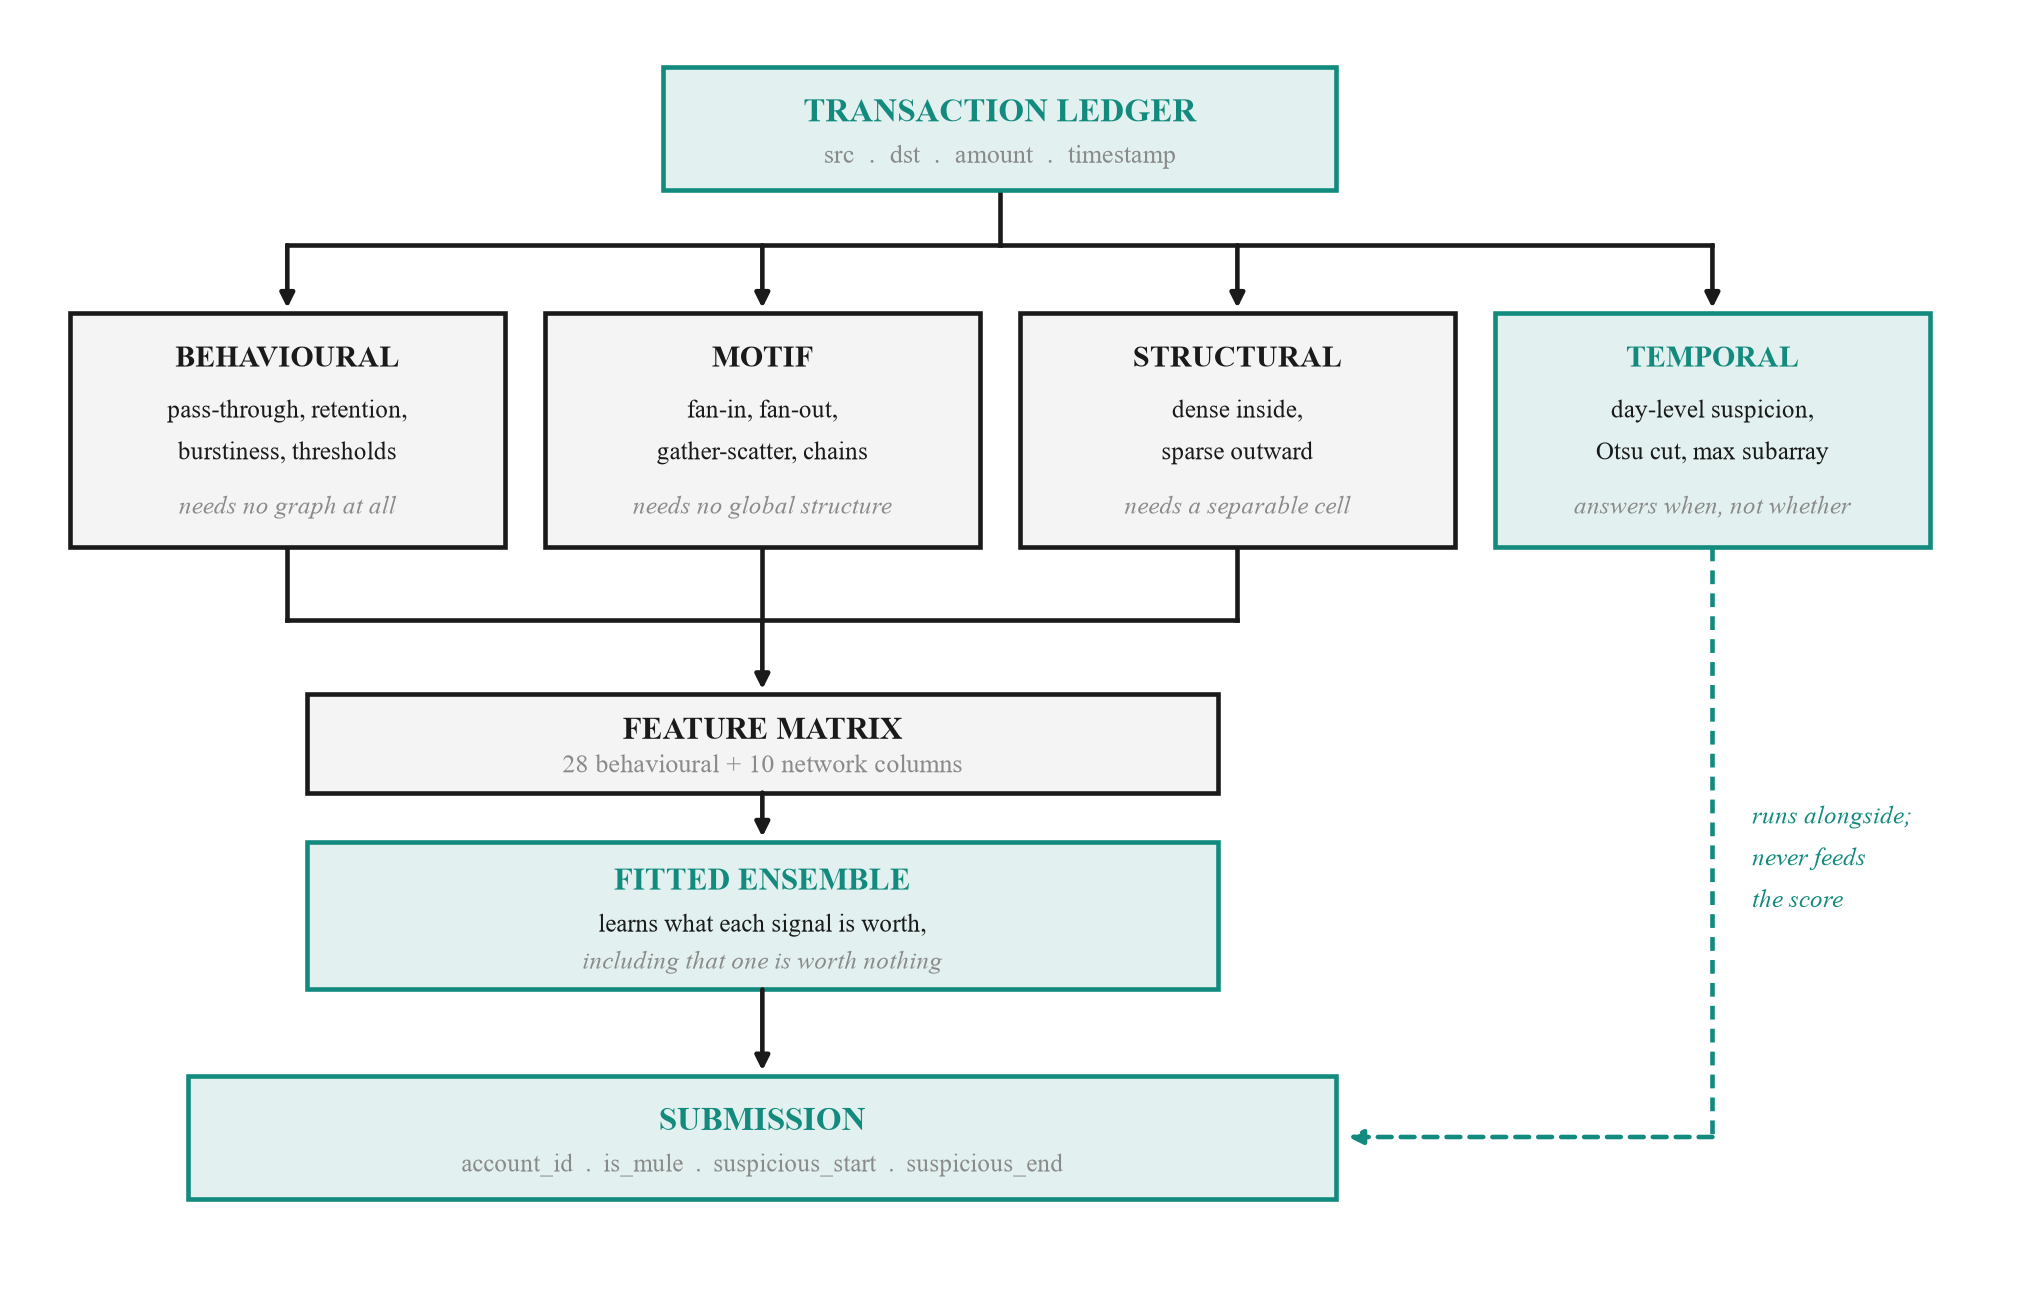 TRANSACTION LEDGER
src . dst . amount . timestamp
BEHAVIOURAL
pass-through, retention,
burstiness, thresholds
needs no graph at all
MOTIF
fan-in, fan-out,
gather-scatter, chains
needs no global structure
STRUCTURAL
dense inside,
sparse outward
needs a separable cell
TEMPORAL
day-level suspicion,
Otsu cut, max subarray
answers when, not whether
FEATURE MATRIX
28 behavioural + 10 network columns
runs alongside;
never feeds
the score
FITTED ENSEMBLE
learns what each signal is worth,
including that one is worth nothing
SUBMISSION
account_id . is_mule . suspicious_start . suspicious_end